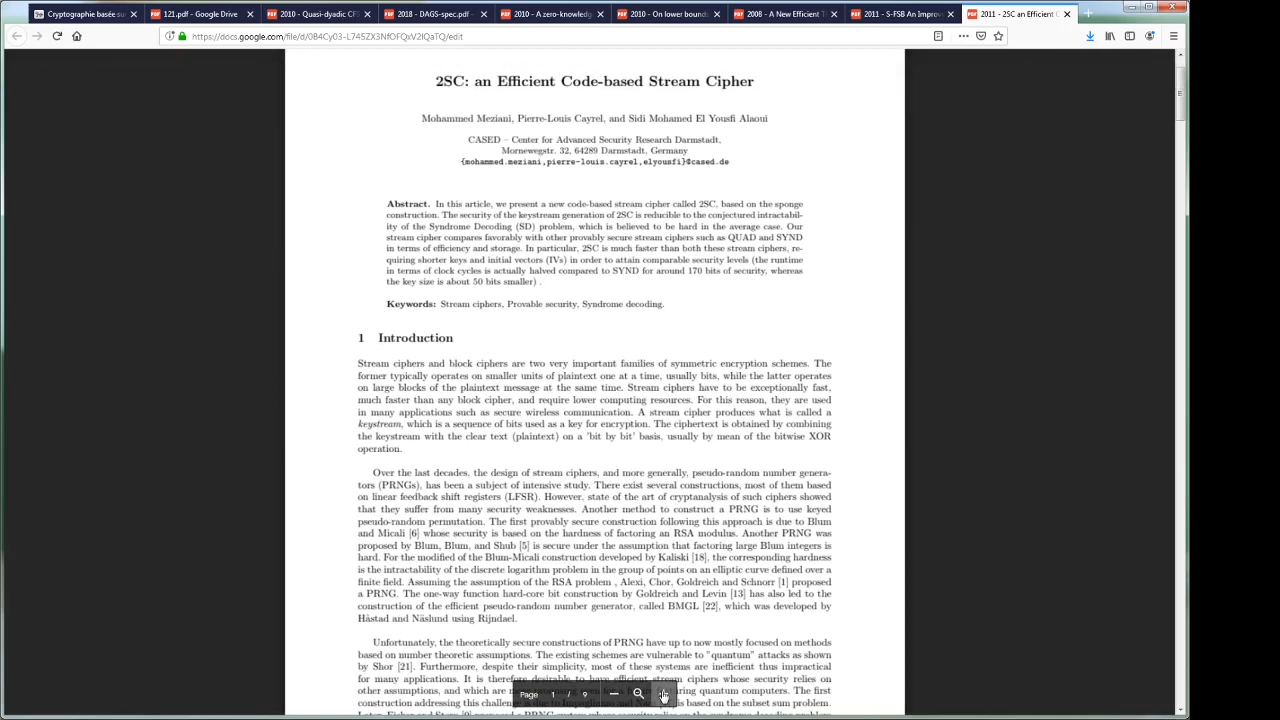 Cryptographie basée su
121.pdf - Google Drive
2010 - Quasi-dyadic CFS
2018 - DAGS-spec.pdf -
2010 - A zero-knowledg
2010 - On lower bounds
2008 - A New Efficient T
2011 - S-FSB An Improv
2011 - 2SC an Efficient C
https://docs.google.com/file/d/0B4Cy03-L745ZX3NfOFQxV2lQaTQ/edit
2SC: an Efficient Code-based Stream Cipher
Mohammed Meziani, Pierre-Louis Cayrel, and Sidi Mohamed El Yousfi Alaoui
CASED – Center for Advanced Security Research Darmstadt,
Mornewegstr. 32, 64289 Darmstadt, Germany
{mohammed.meziani,pierre-louis.cayrel,elyousfi}@cased.de
Abstract. In this article, we present a new code-based stream cipher called 2SC, based on the sponge
construction. The security of the keystream generation of 2SC is reducible to the conjectured intractabil-
ity of the Syndrome Decoding (SD) problem, which is believed to be hard in the average case. Our
stream cipher compares favorably with other provably secure stream ciphers such as QUAD and SYND
in terms of efficiency and storage. In particular, 2SC is much faster than both these stream ciphers, re-
quiring shorter keys and initial vectors (IVs) in order to attain comparable security levels (the runtime
in terms of clock cycles is actually halved compared to SYND for around 170 bits of security, whereas
the key size is about 50 bits smaller) .
Keywords: Stream ciphers, Provable security, Syndrome decoding.
1 Introduction
Stream ciphers and block ciphers are two very important families of symmetric encryption schemes. The
former typically operates on smaller units of plaintext one at a time, usually bits, while the latter operates
on large blocks of the plaintext message at the same time. Stream ciphers have to be exceptionally fast,
much faster than any block cipher, and require lower computing resources. For this reason, they are used
in many applications such as secure wireless communication. A stream cipher produces what is called a
keystream, which is a sequence of bits used as a key for encryption. The ciphertext is obtained by combining
the keystream with the clear text (plaintext) on a 'bit by bit' basis, usually by mean of the bitwise XOR
operation.
Over the last decades, the design of stream ciphers, and more generally, pseudo-random number genera-
tors (PRNGs), has been a subject of intensive study. There exist several constructions, most of them based
on linear feedback shift registers (LFSR). However, state of the art of cryptanalysis of such ciphers showed
that they suffer from many security weaknesses. Another method to construct a PRNG is to use keyed
pseudo-random permutation. The first provably secure construction following this approach is due to Blum
and Micali [6] whose security is based on the hardness of factoring an RSA modulus. Another PRNG was
proposed by Blum, Blum, and Shub [5] is secure under the assumption that factoring large Blum integers is
hard. For the modified of the Blum-Micali construction developed by Kaliski [18], the corresponding hardness
is the intractability of the discrete logarithm problem in the group of points on an elliptic curve defined over a
finite field. Assuming the assumption of the RSA problem , Alexi, Chor, Goldreich and Schnorr [1] proposed
a PRNG. The one-way function hard-core bit construction by Goldreich and Levin [13] has also led to the
construction of the efficient pseudo-random number generator, called BMGL [22], which was developed by
Håstad and Näslund using Rijndael.
Unfortunately, the theoretically secure constructions of PRNG have up to now mostly focused on methods
based on number theoretic assumptions. The existing schemes are vulnerable to "quantum" attacks as shown
by Shor [21]. Furthermore, despite their simplicity, most of these systems are inefficient thus impractical
for many applications. It is therefore desirable to have efficient stream ciphers whose security relies on
other assumptions, and which are
construction addressing this is based on the subset sum problem.
Page 1 / 9